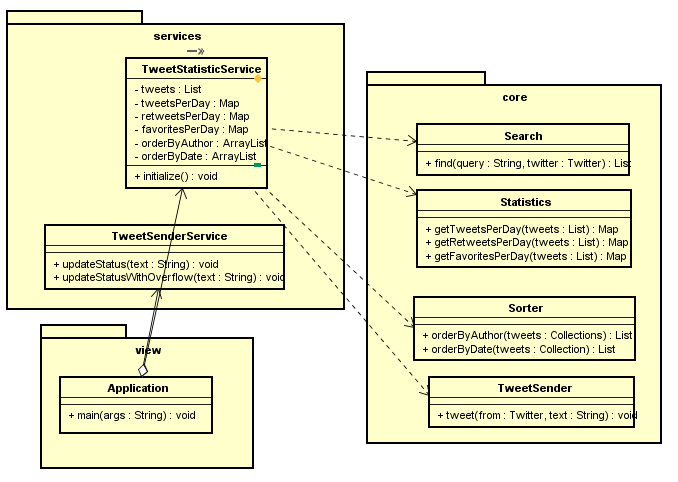 services
TweetStatisticService
- tweets : List
- tweetsPerDay : Map
- retweetsPerDay : Map
- favoritesPerDay : Map
- orderByAuthor : ArrayList
- orderByDate : ArrayList
+ initialize() : void
TweetSenderService
+ updateStatus(text : String) : void
+ updateStatusWithOverflow(text : String) : void
view
Application
+ main(args : String) : void
core
Search
+ find(query : String, twitter : Twitter) : List
Statistics
+ getTweetsPerDay(tweets : List) : Map
+ getRetweetsPerDay(tweets : List) : Map
+ getFavoritesPerDay(tweets : List) : Map
Sorter
+ orderByAuthor(tweets : Collections) : List
+ orderByDate(tweets : Collection) : List
TweetSender
+ tweet(from : Twitter, text : String) : void